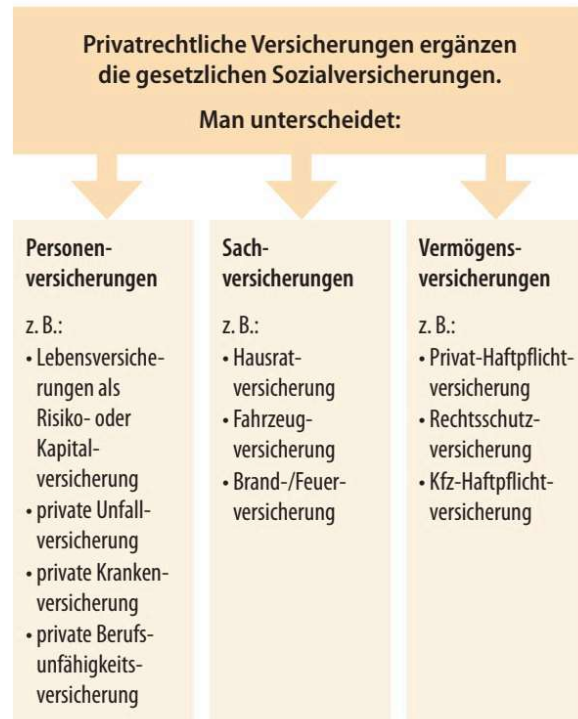 Privatrechtliche Versicherungen ergänzen
die gesetzlichen Sozialversicherungen.
Man unterscheidet:
Personen-
versicherungen
z. B.:
• Lebensversiche-
rungen als
Risiko- oder
Kapital-
versicherung
• private Unfall-
versicherung
• private Kranken-
versicherung
• private Berufs-
unfähigkeits-
versicherung
Sach-
versicherungen
z. B.:
• Hausrat-
versicherung
• Fahrzeug-
versicherung
• Brand-/Feuer-
versicherung
Vermögens-
versicherungen
z. B.:
• Privat-Haftpflicht-
versicherung
• Rechtsschutz-
versicherung
• Kfz-Haftpflicht-
versicherung